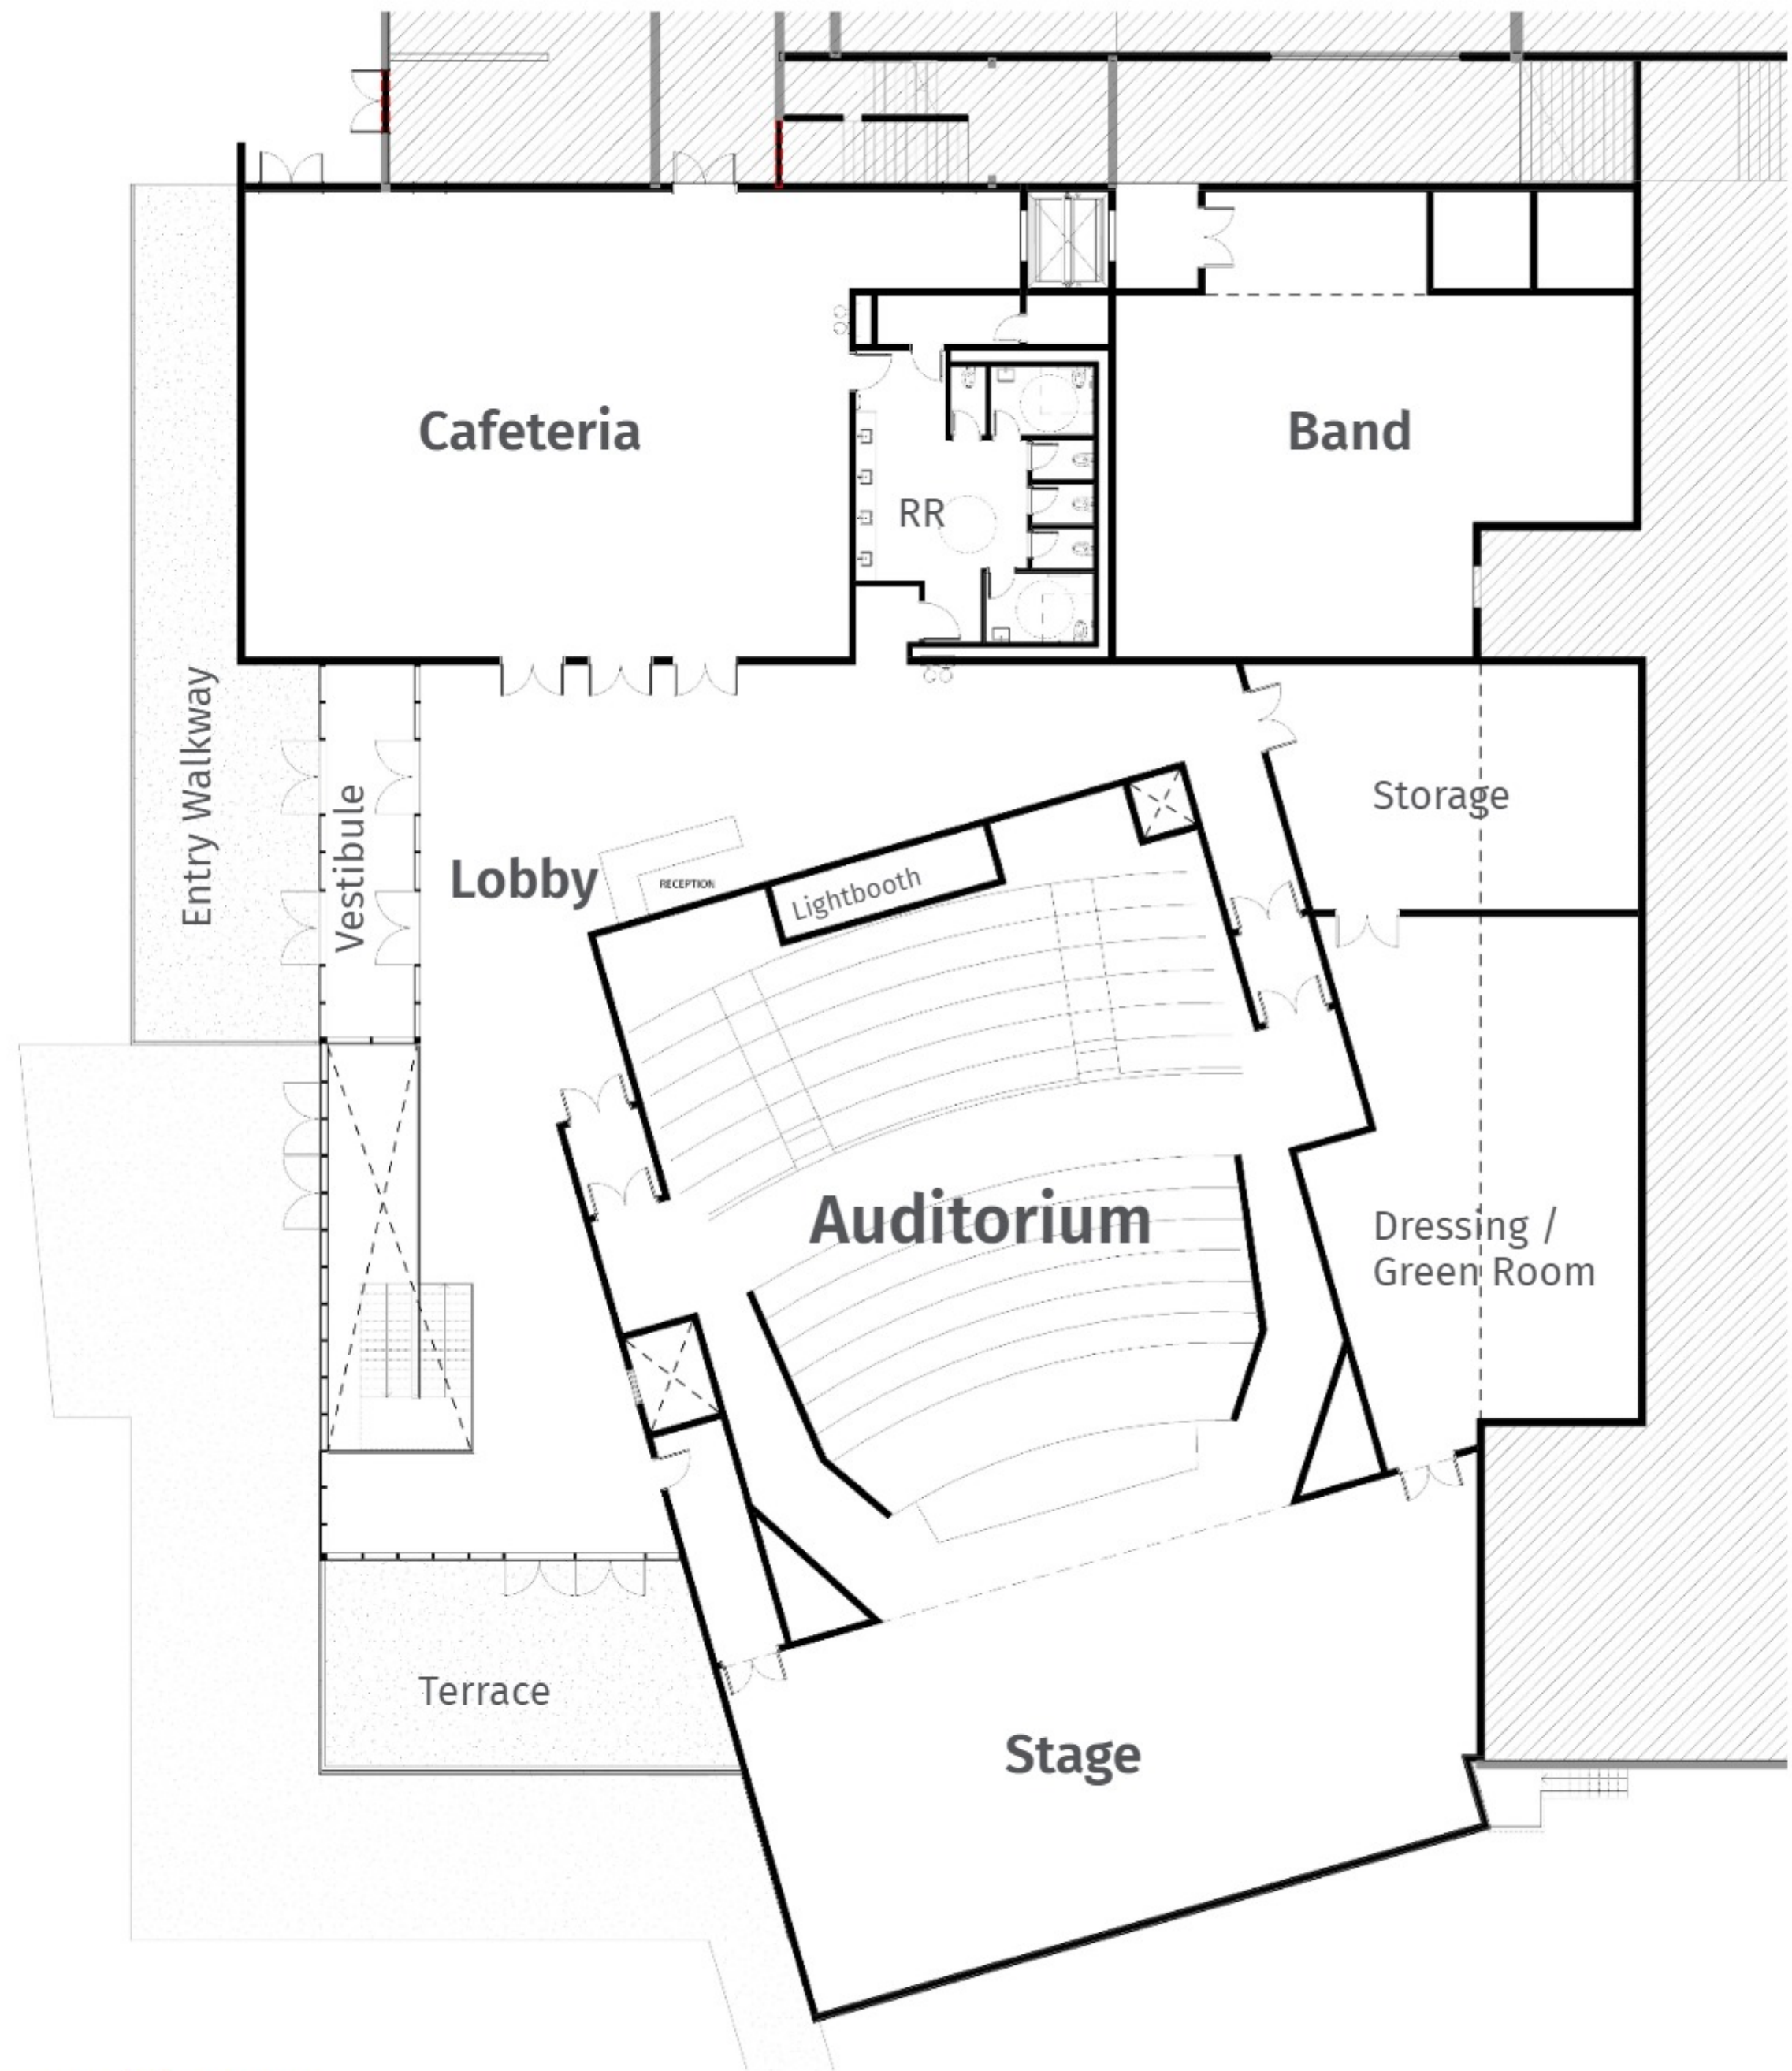 Cafeteria
Band
RR
Entry Walkway
Vestibule
Storage
Lobby
RECEPTION
Lightbooth
Auditorium
Dressing /
Green Room
Terrace
Stage